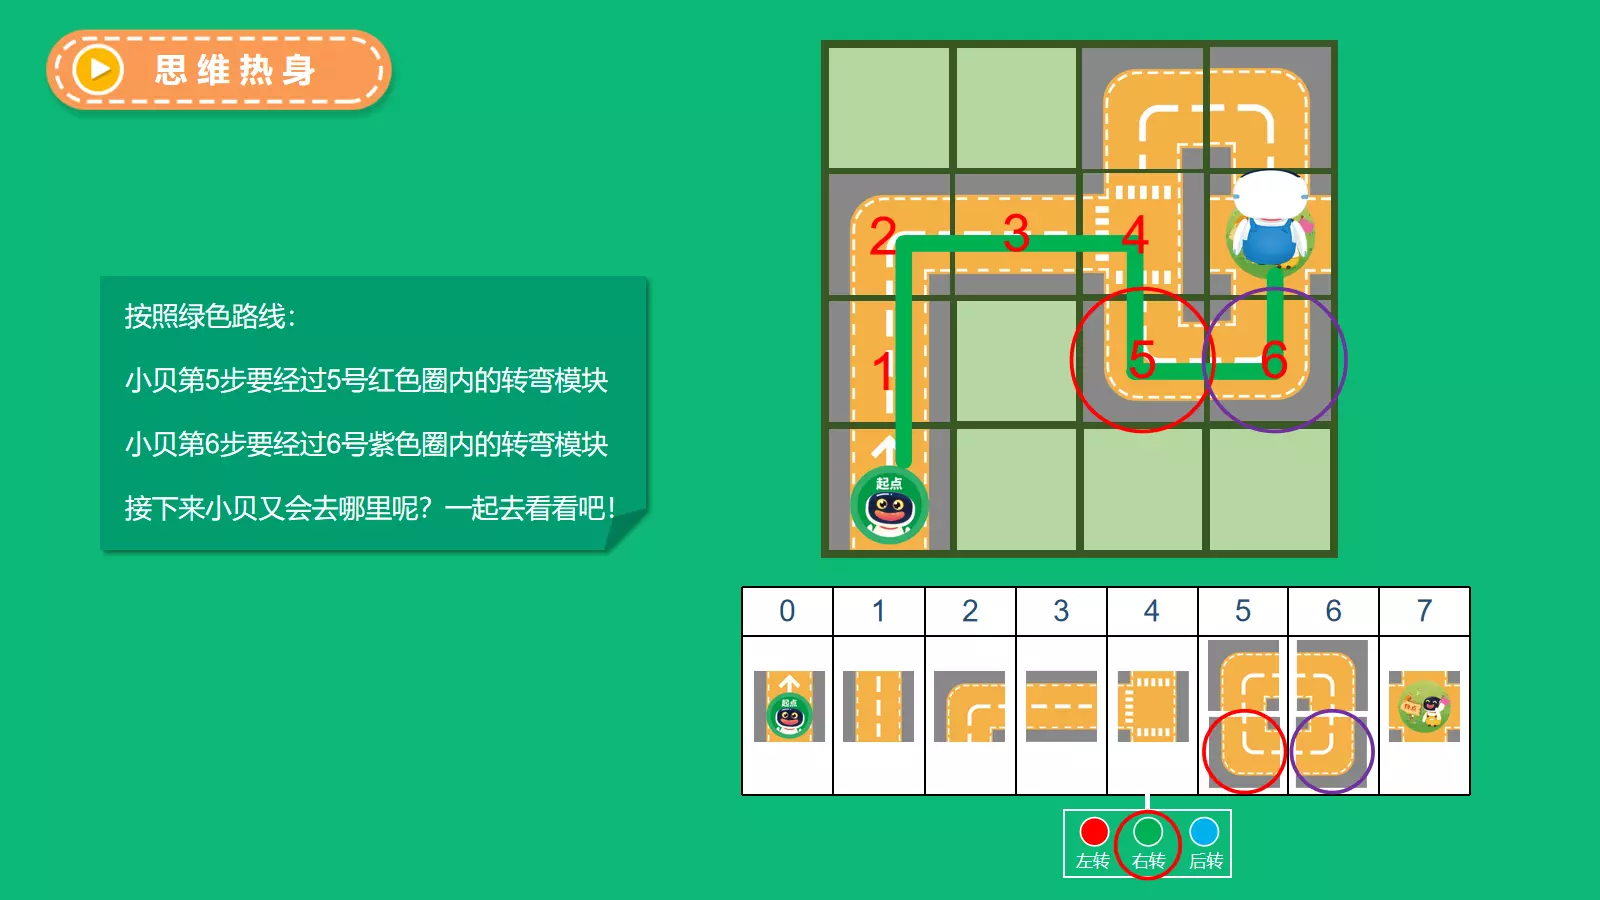 思维热身
按照绿色路线:
小贝第5步要经过5号红色圈内的转弯模块
小贝第6步要经过6号紫色圈内的转弯模块
接下来小贝又会去哪里呢?一起去看看吧!
2 3 4
1 5 6
起点
0 1 2 3 4 5 6 7
起点
终点
左转 右转 后转